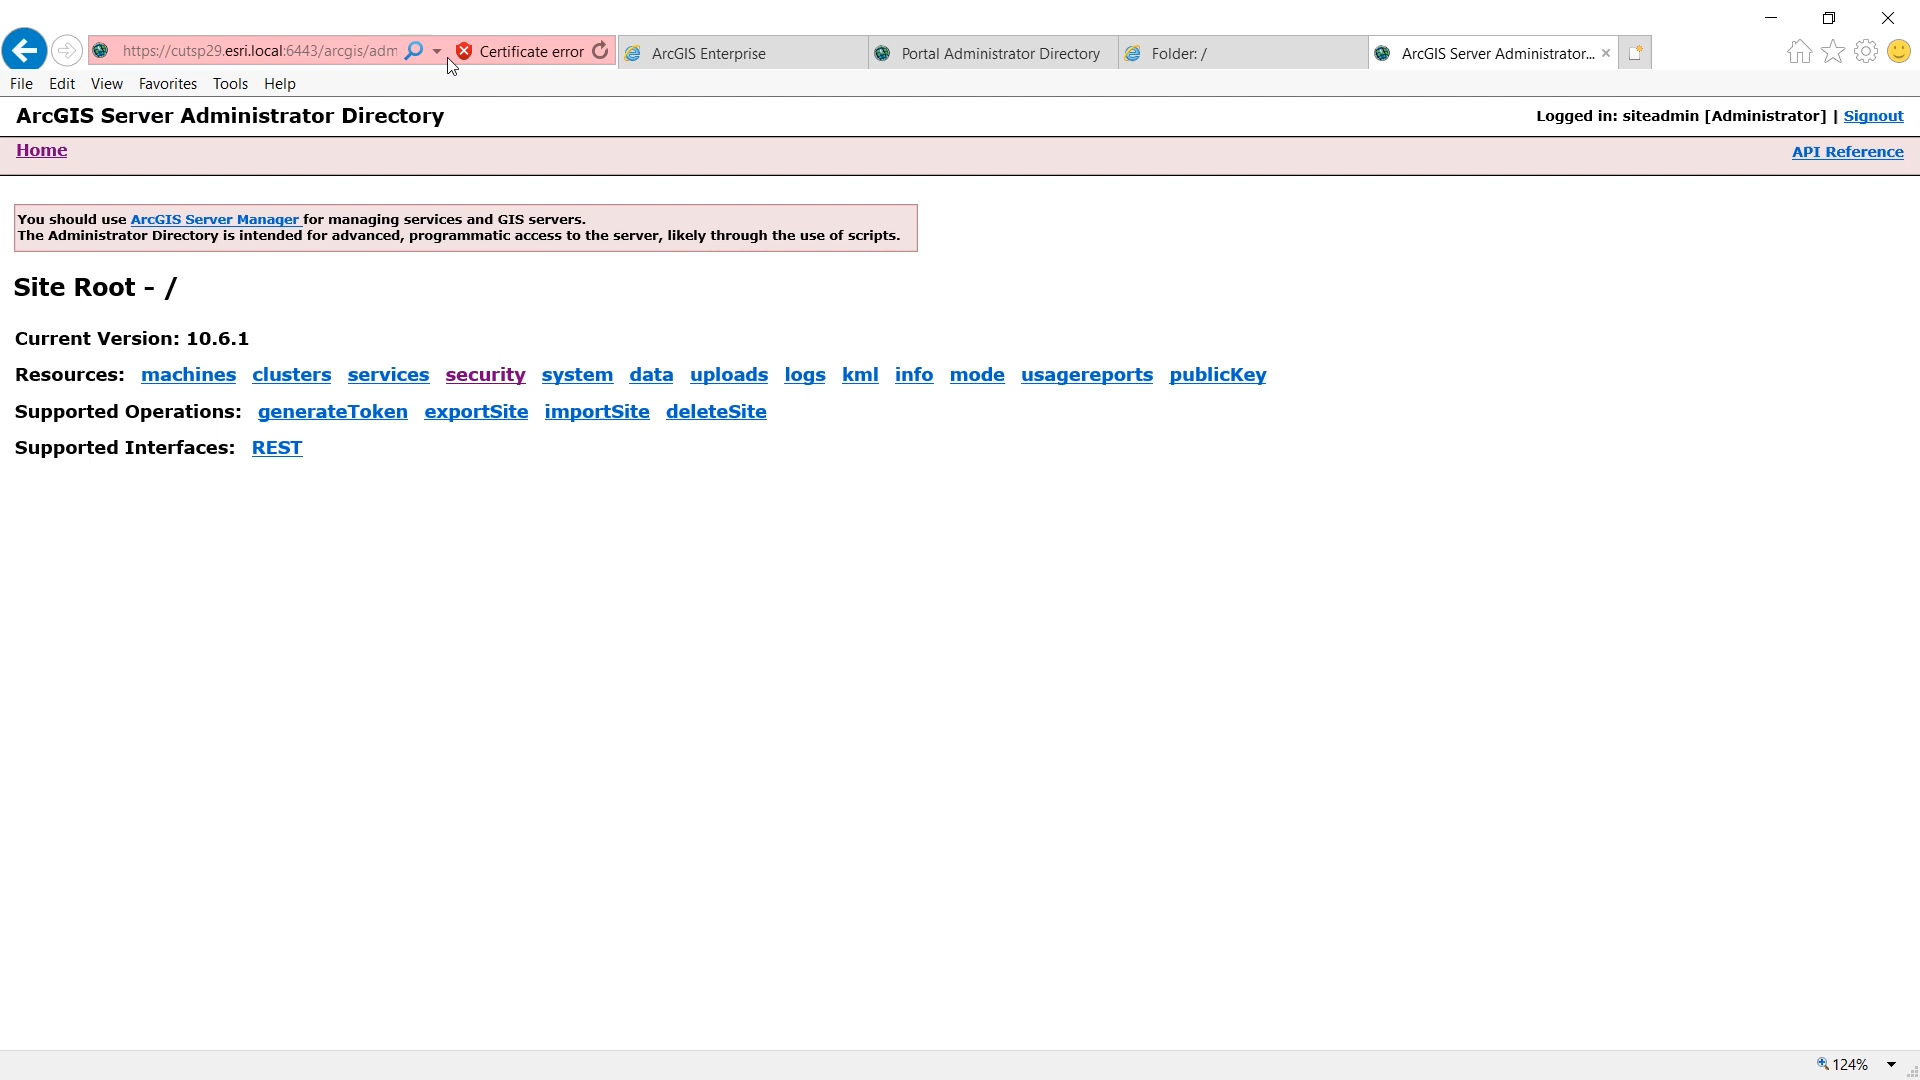 https://cutsp29.esri.local:6443/arcgis/adm Certificate error ArcGIS Enterprise Portal Administrator Directory Folder: / ArcGIS Server Administrator...
File Edit View Favorites Tools Help
ArcGIS Server Administrator Directory Logged in: siteadmin [Administrator] | Signout
Home API Reference
You should use ArcGIS Server Manager for managing services and GIS servers.
The Administrator Directory is intended for advanced, programmatic access to the server, likely through the use of scripts.
Site Root - /
Current Version: 10.6.1
Resources: machines clusters services security system data uploads logs kml info mode usagereports publicKey
Supported Operations: generateToken exportSite importSite deleteSite
Supported Interfaces: REST
124%